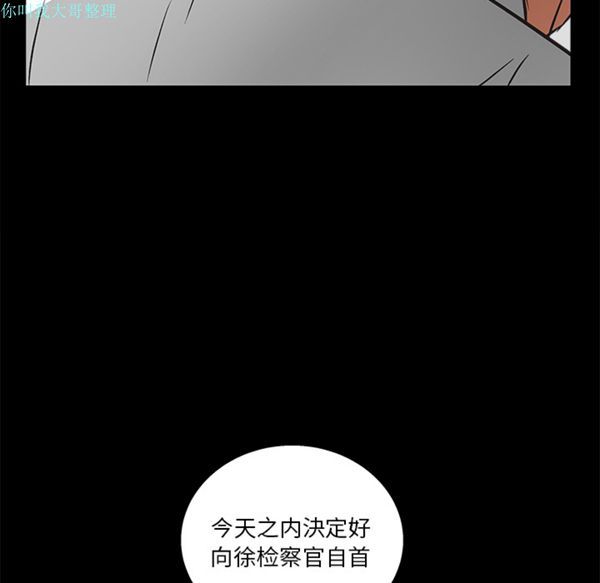 你叫我大哥整理
今天之内決定好
向徐检察官自首